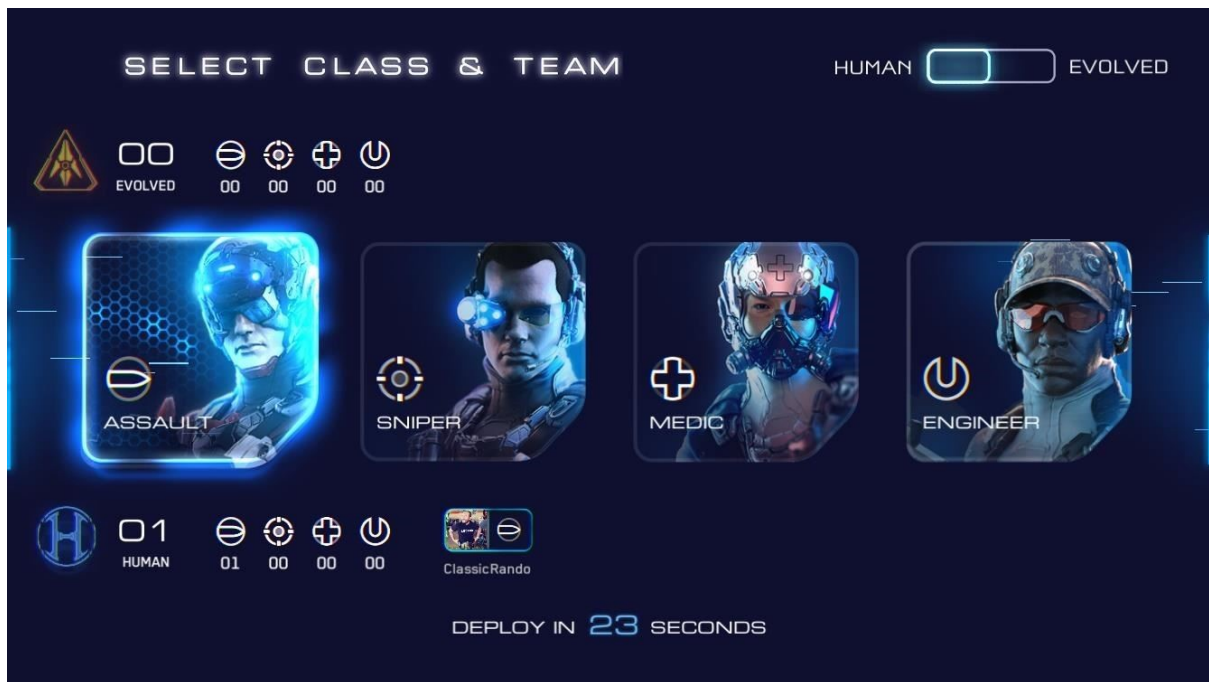 SELECT CLASS & TEAM
HUMAN EVOLVED
00
EVOLVED
00 00 00 00
ASSAULT
SNIPER
MEDIC
ENGINEER
H
01
HUMAN
01 00 00 00
ClassicRando
DEPLOY IN 23 SECONDS